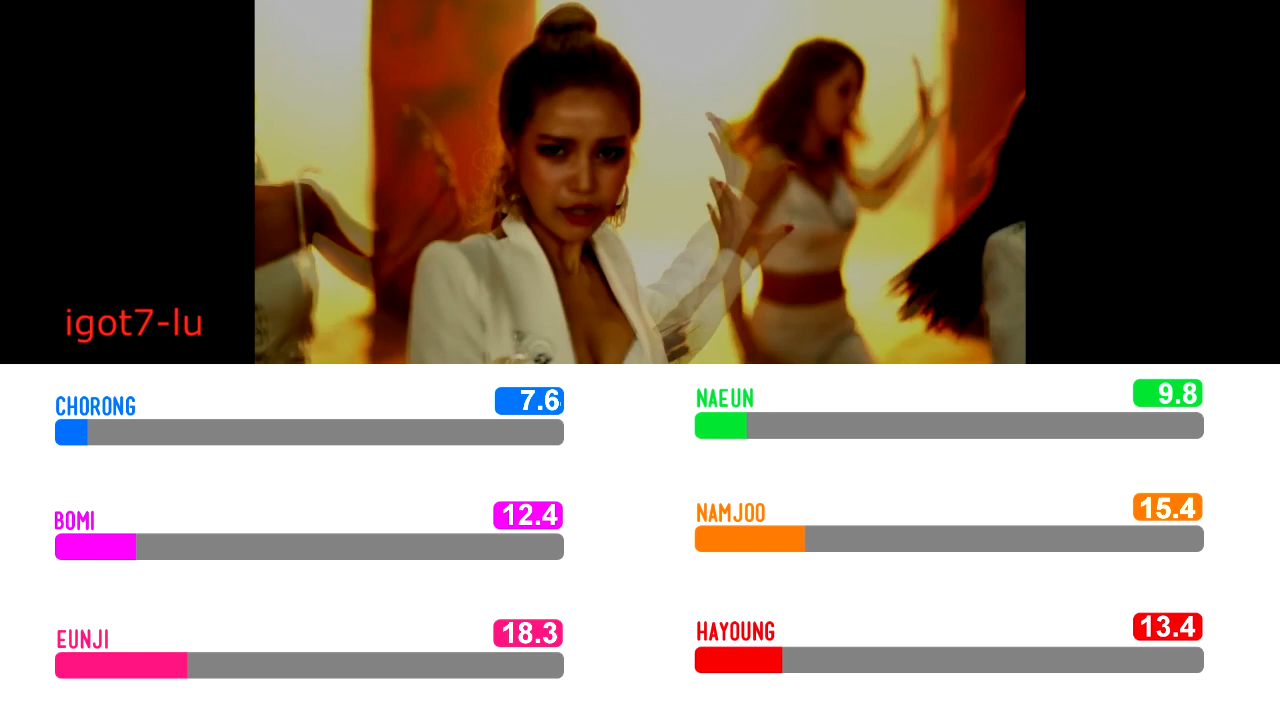 igot7-lu
CHORONG 7.6
NAEUN 9.8
BOMI 12.4
NAMJOO 15.4
EUNJI 18.3
HAYOUNG 13.4